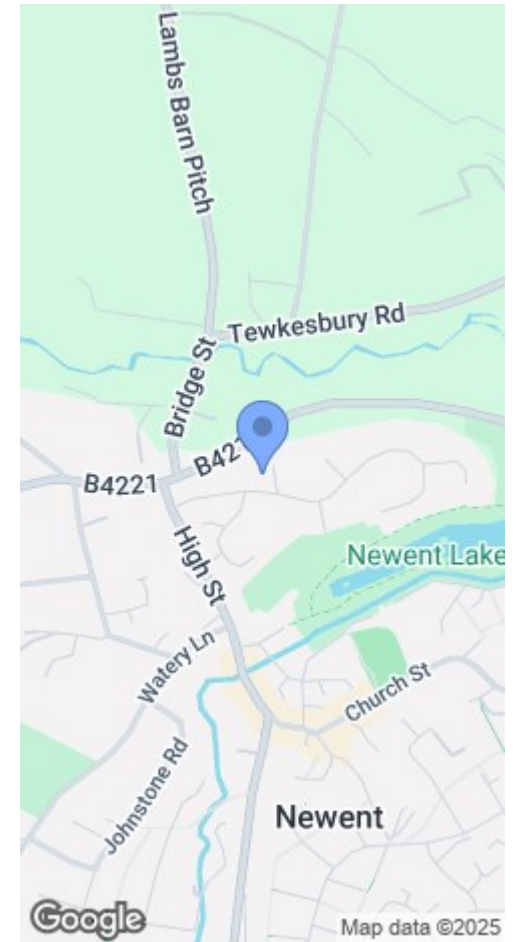 Lambs Barn Pitch
Tewkesbury Rd
Bridge St
B4221
B422
High St
Newent Lake
Watery Ln
Church St
Johnstone Rd
Newent
Google
Map data ©2025